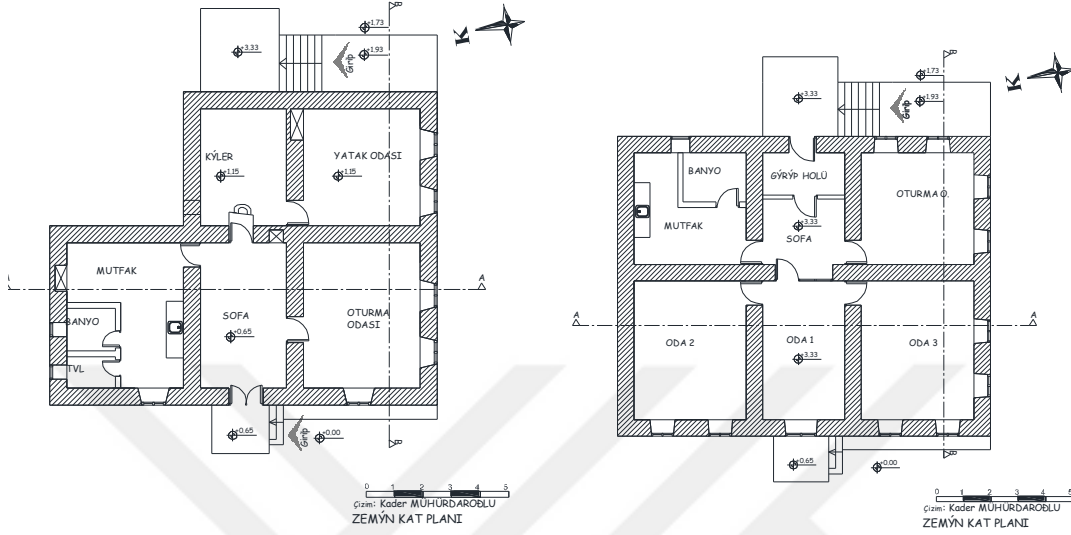 +1.73
K
+3.33
+1.93
Giriþ
B
KÝLER
YATAK ODASI
+1.15
+1.15
MUTFAK
A
SOFA
OTURMA
ODASI
+0.65
BANYO
TVL
+0.65
Giriþ
+0.00
B
0 1 2 3 4 5
Çizim: Kader MÜHÜRDAROÐLU
ZEMÝN KAT PLANI
B
K
+1.73
+3.33
+1.93
Giriþ
BANYO
GÝRÝÞ HOLÜ
OTURMA O.
MUTFAK
+3.33
SOFA
A
A
ODA 2
ODA 1
ODA 3
+3.33
+0.65
+0.00
B
0 1 2 3 4 5
Çizim: Kader MÜHÜRDAROÐLU
ZEMÝN KAT PLANI